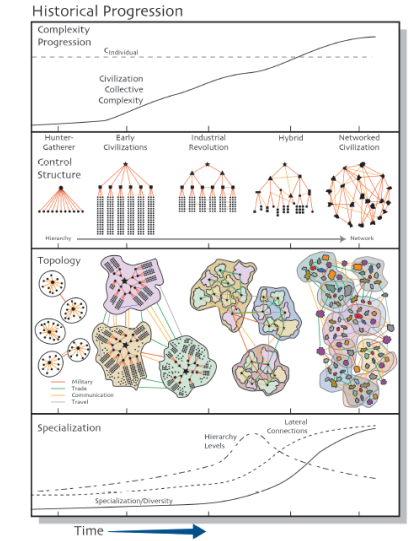 Historical Progression
Complexity
Progression
CIndividual
Civilization
Collective
Complexity
Hunter-
Gatherer
Early
Civilizations
Industrial
Revolution
Hybrid
Networked
Civilization
Control
Structure
Hierarchy
Network
Topology
Military
Trade
Communication
Travel
Specialization
Hierarchy
Levels
Lateral
Connections
Specialization/Diversity
Time